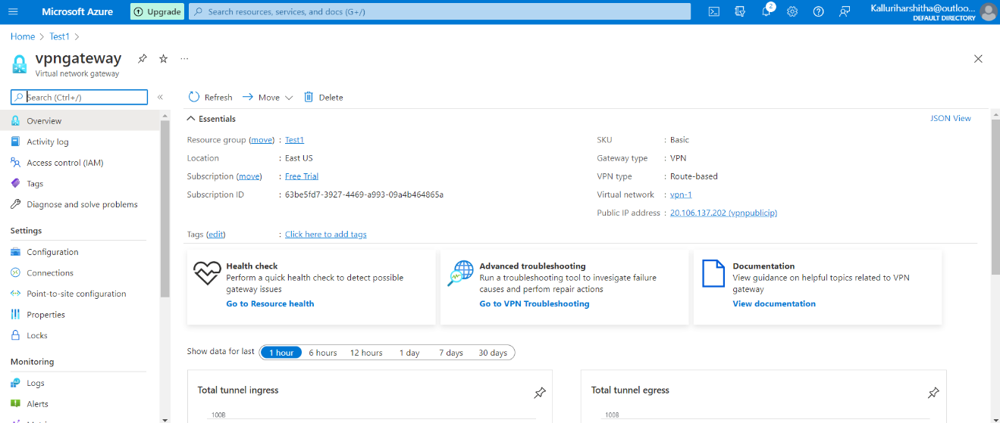 Microsoft Azure Upgrade Search resources, services, and docs (G+/) 2 Kalluriharshitha@outloo...
DEFAULT DIRECTORY
Home > Test1 >
vpngateway ...
Virtual network gateway
Search (Ctrl+/) « Refresh Move Delete
Overview
Activity log
Access control (IAM)
Tags
Diagnose and solve problems
Settings
Configuration
Connections
Point-to-site configuration
Properties
Locks
Monitoring
Logs
Alerts
Essentials JSON View
Resource group (move) : Test1
Location : East US
Subscription (move) : Free Trial
Subscription ID : 63be5fd7-3927-4469-a993-09a4b464865a
SKU : Basic
Gateway type : VPN
VPN type : Route-based
Virtual network : vpn-1
Public IP address : 20.106.137.202 (vpnpublicip)
Tags (edit) : Click here to add tags
Health check
Perform a quick health check to detect possible
gateway issues
Go to Resource health
Advanced troubleshooting
Run a troubleshooting tool to investigate failure
causes and perfom repair actions
Go to VPN Troubleshooting
Documentation
View guidance on helpful topics related to VPN
gateway
View documentation
Show data for last 1 hour 6 hours 12 hours 1 day 7 days 30 days
Total tunnel ingress
100B
Total tunnel egress
100B